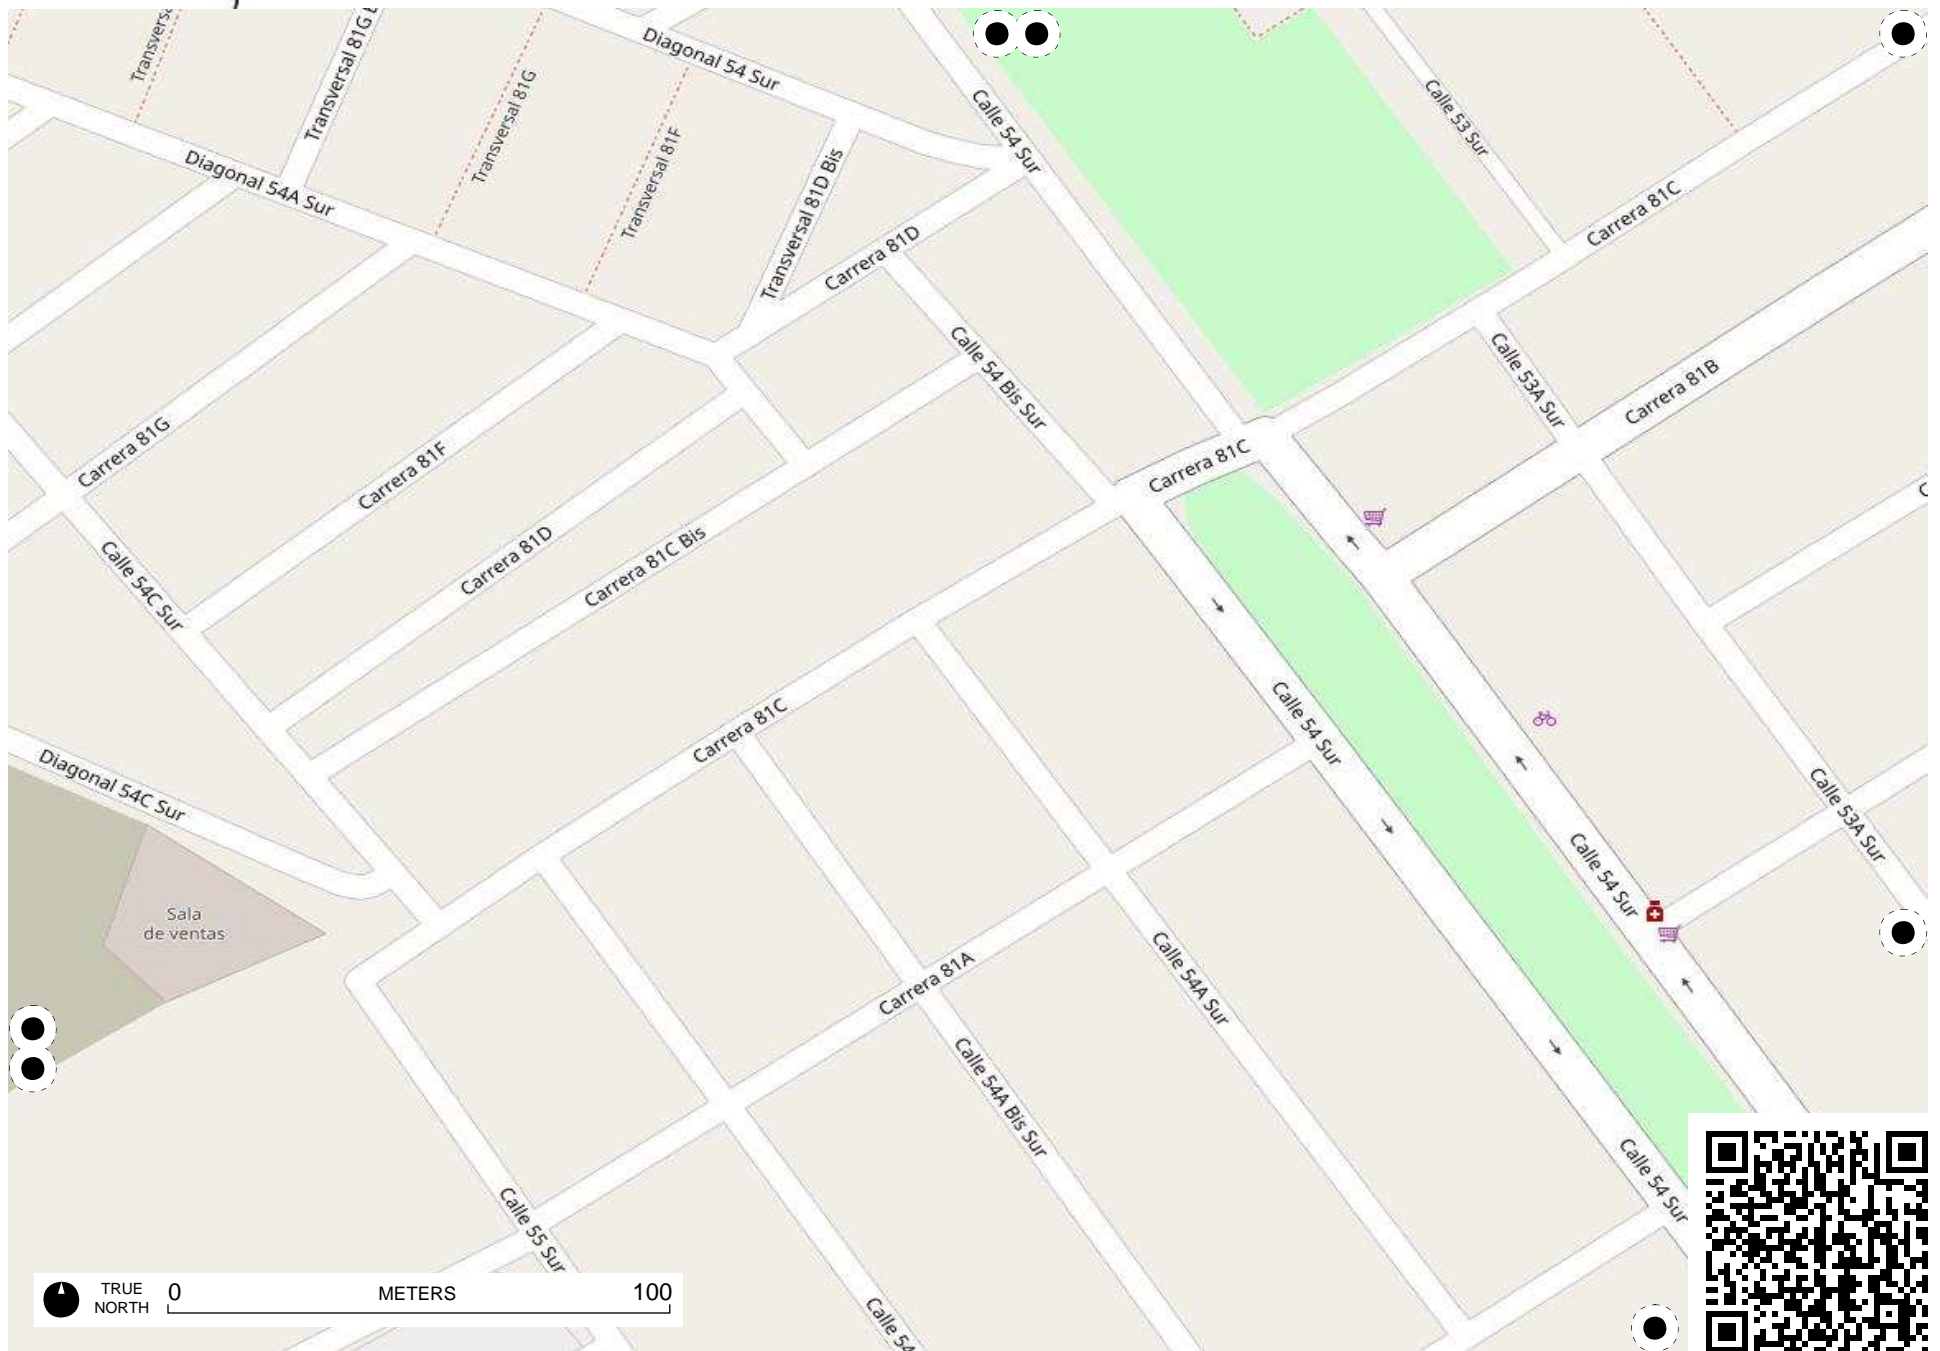 Transversal 81G
Diagonal 54 Sur
Transversal 81G
Transversal 81F
Calle 54 Sur
Calle 53 Sur
Diagonal 54A Sur
Transversal 81D Bis
Carrera 81D
Carrera 81C
Calle 54 Bis Sur
Calle 53A Sur
Carrera 81B
Carrera 81G
Carrera 81F
Carrera 81C
Carrera 81D
Carrera 81C Bis
Calle 54C Sur
Carrera 81C
Calle 54 Sur
Diagonal 54C Sur
Calle 53A Sur
Calle 54 Sur
Sala
de ventas
Carrera 81A
Calle 54A Sur
Calle 54A Bis Sur
Calle 55 Sur
Calle 54 Sur
Calle 54
TRUE
NORTH
0
METERS
100